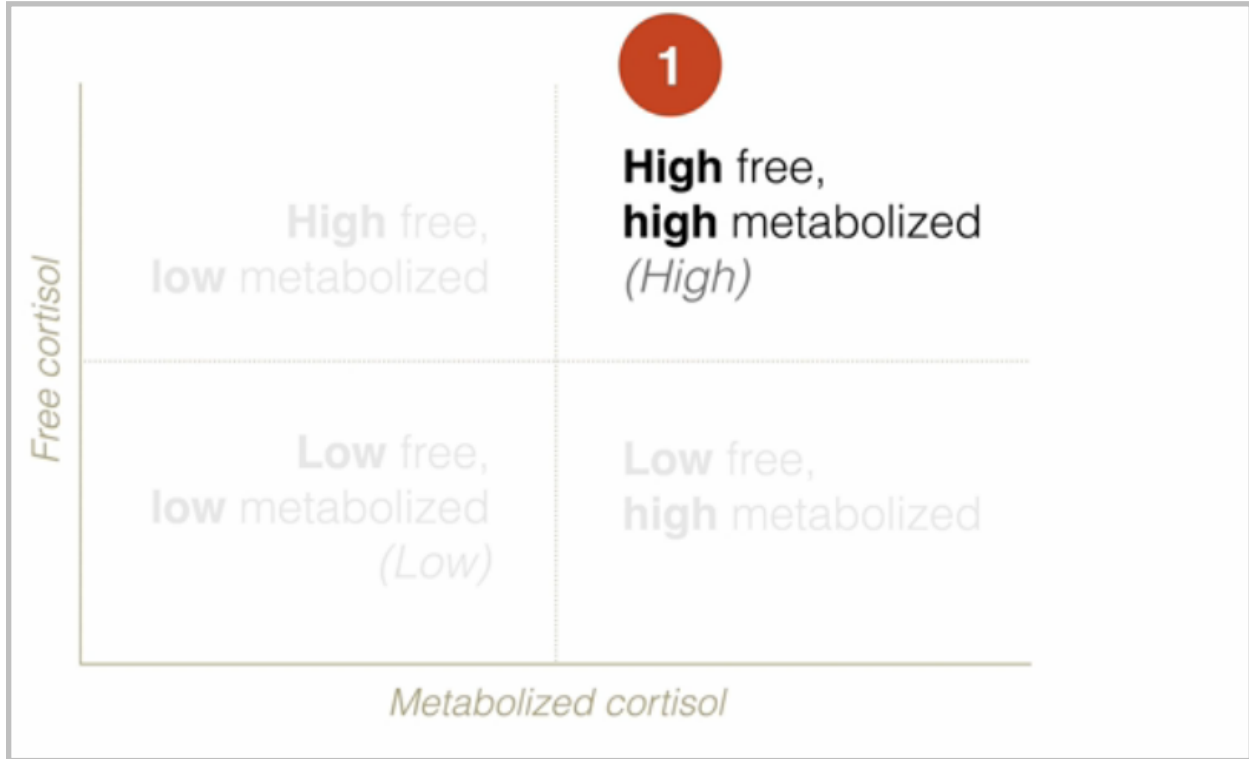 1
High free,
high metabolized
(High)
High free,
low metabolized
Free cortisol
Low free,
low metabolized
(Low)
Low free,
high metabolized
Metabolized cortisol